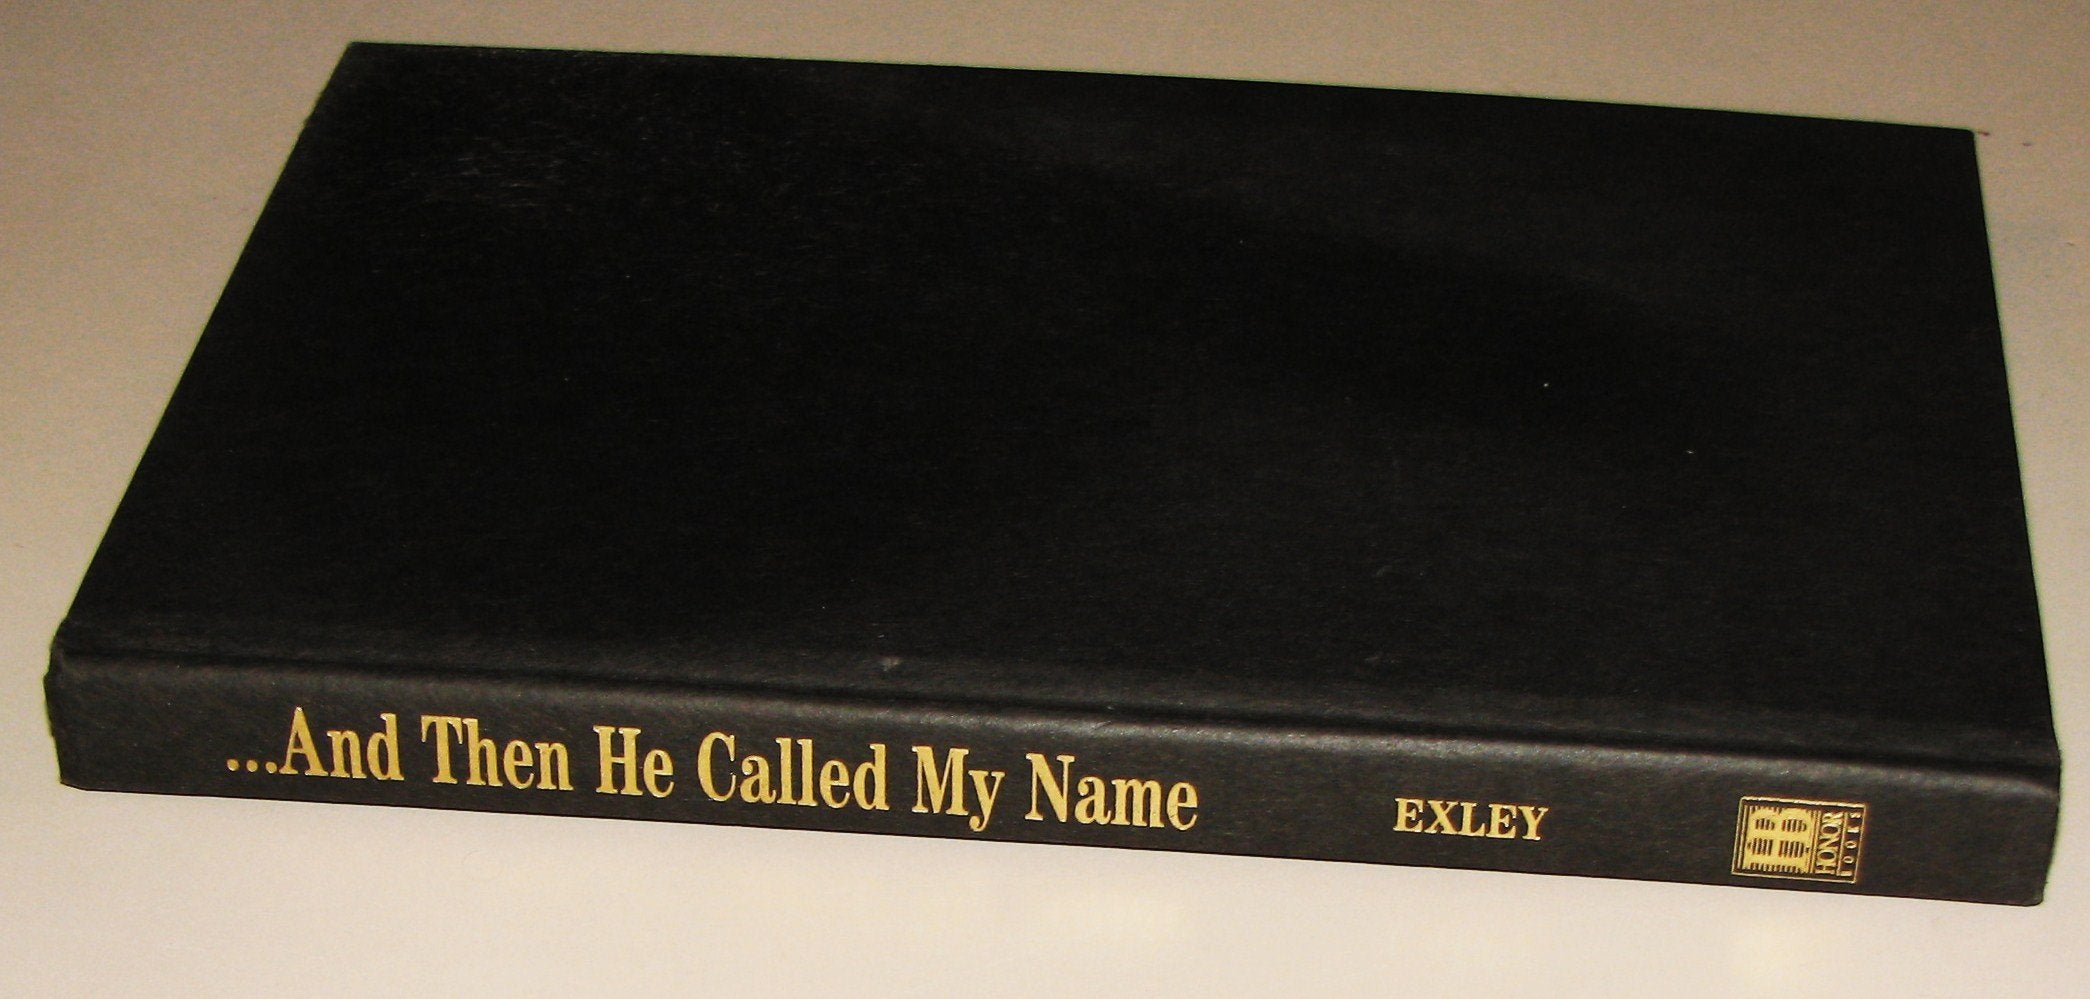 ...And Then He Called My Name
EXLEY
HB
HONOR
BOOKS